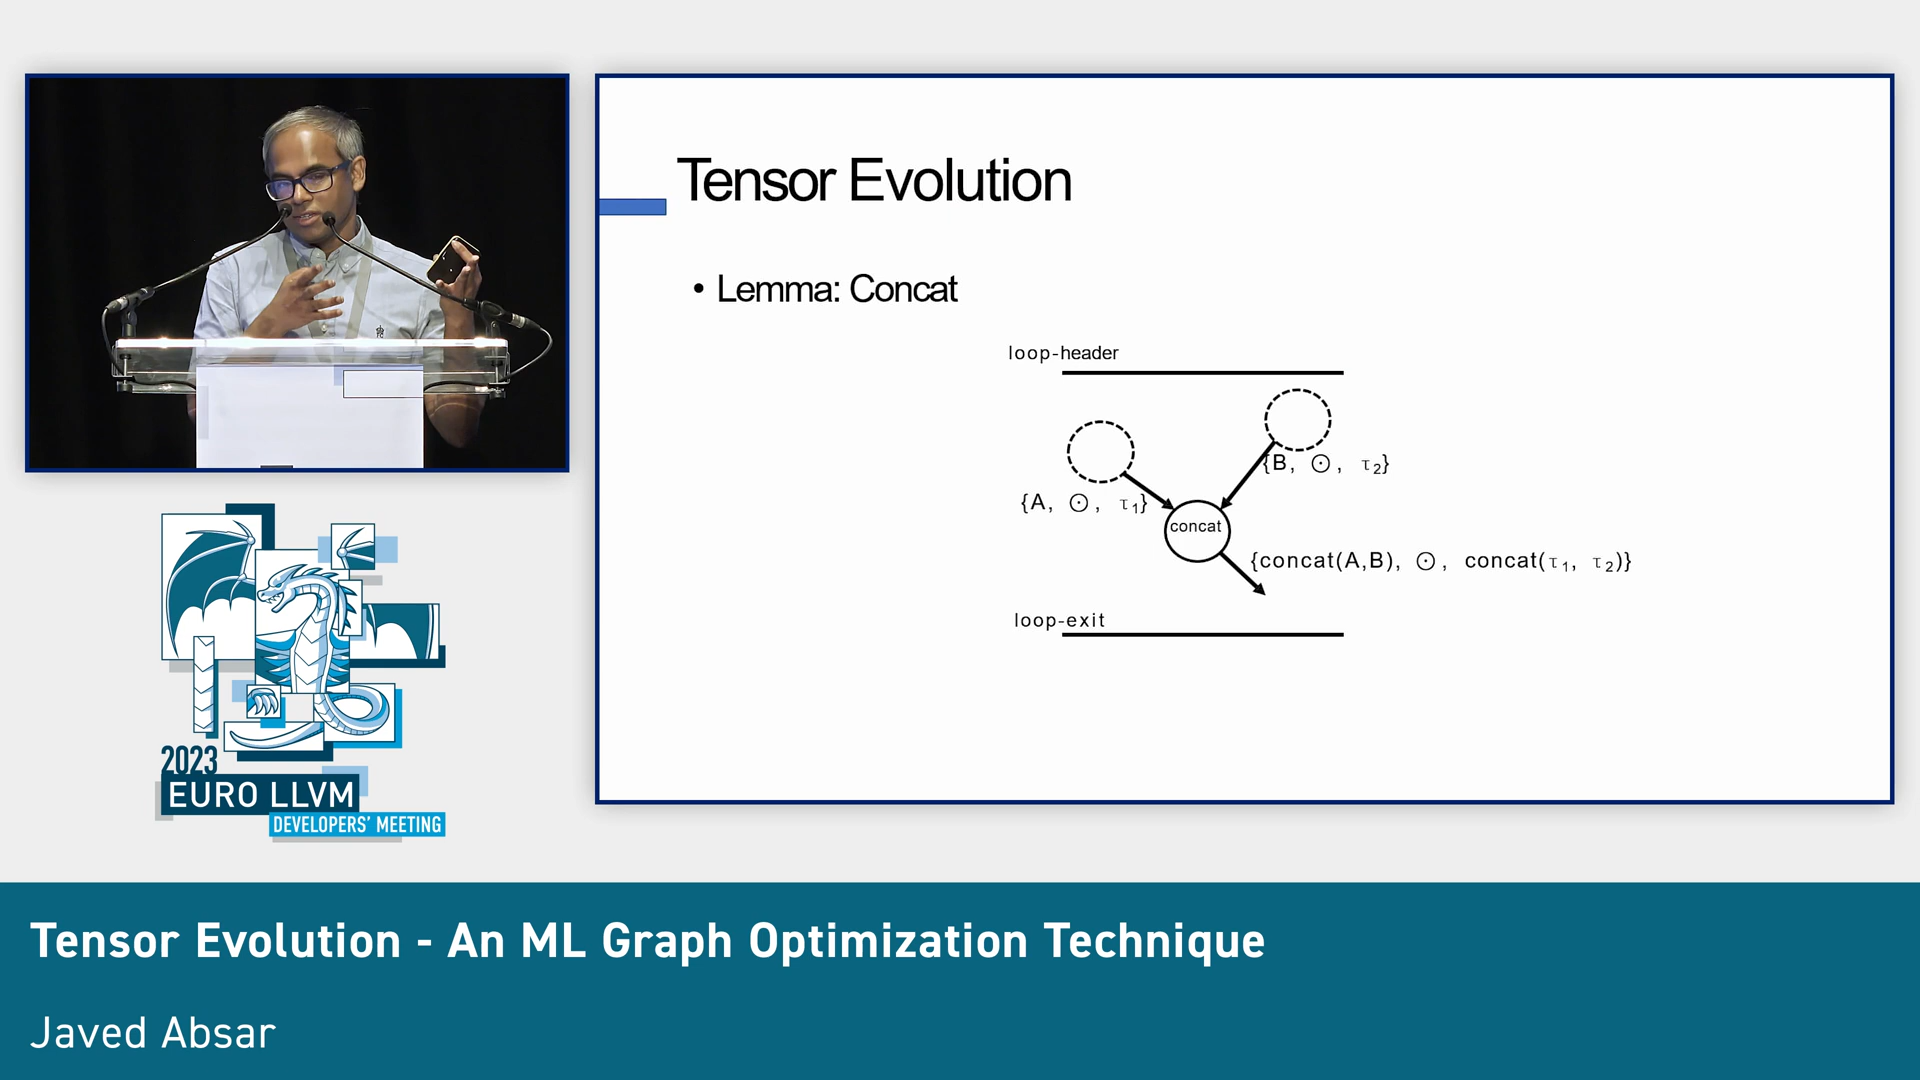 Tensor Evolution
• Lemma: Concat
loop-header
{B, ⊙, τ₂}
{A, ⊙, τ₁}
concat
{concat(A,B), ⊙, concat(τ₁, τ₂)}
loop-exit
2023
EURO LLVM
DEVELOPERS' MEETING
Tensor Evolution - An ML Graph Optimization Technique
Javed Absar